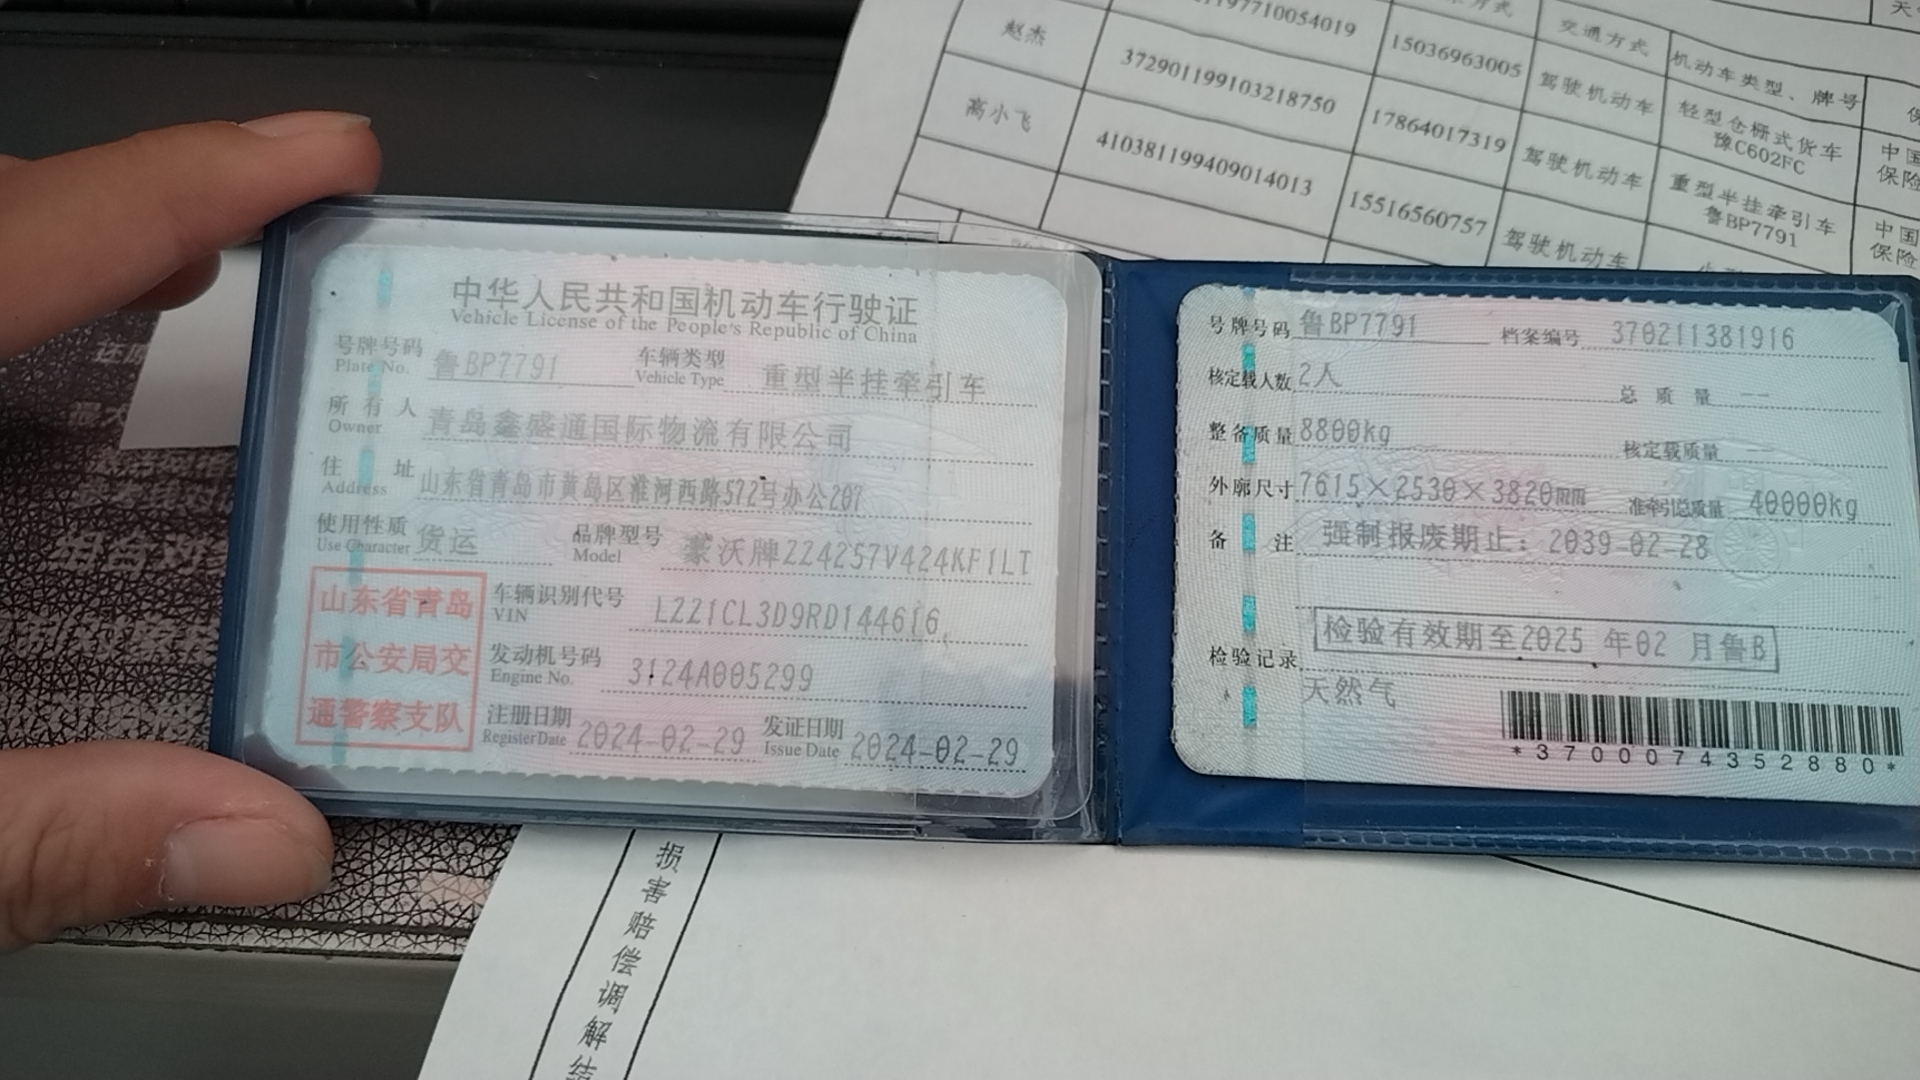 赵杰
197710054019
15036963005
交通方式
机动车类型、牌号
372901199103218750
驾驶机动车
轻型仓栅式货车
豫C602FC
高小飞
17864017319
中国
保险
410381199409014013
驾驶机动车
重型半挂牵引车
鲁BP7791
15516560757
驾驶机动车
中国
保险
中华人民共和国机动车行驶证
Vehicle License of the People's Republic of China
号牌号码 鲁BP7791 车辆类型 重型半挂牵引车
Plate No. Vehicle Type
所有人 青岛鑫盛通国际物流有限公司
Owner
住址 山东省青岛市黄岛区淮河西路572号办公207
Address
使用性质 货运 品牌型号 豪沃牌ZZ4257V424KF1LT
Use Character Model
车辆识别代号 LZZ1CL3D9RD144616
VIN
发动机号码 3124A005299
Engine No.
注册日期 2024-02-29 发证日期 2024-02-29
Register Date Issue Date
山东省青岛
市公安局交
通警察支队
号牌号码 鲁BP7791 档案编号 370211381916
核定载人数 2人 总质量 --
整备质量 8800kg 核定载质量 --
外廓尺寸 7615×2530×3820mm 准牵引总质量 40000kg
备注 强制报废期止：2039-02-28
检验有效期至2025 年02 月鲁B
检验记录
天然气
*3700074352880*
损害赔偿调解结